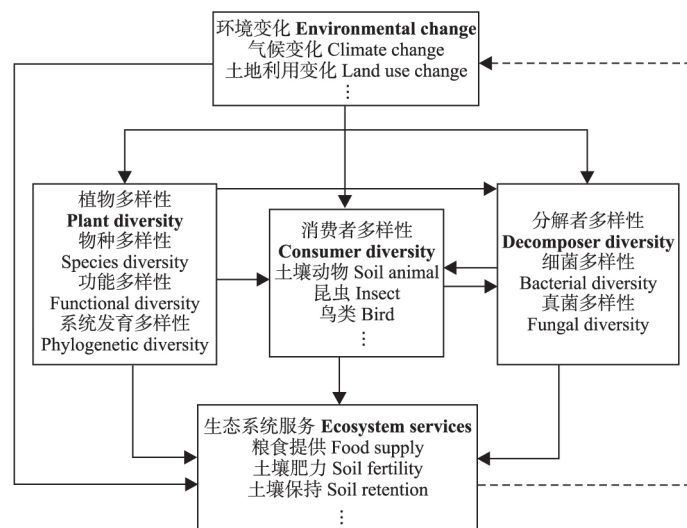 环境变化 Environmental change
气候变化 Climate change
土地利用变化 Land use change
⋮
植物多样性
Plant diversity
物种多样性
Species diversity
功能多样性
Functional diversity
系统发育多样性
Phylogenetic diversity
消费者多样性
Consumer diversity
土壤动物 Soil animal
昆虫 Insect
鸟类 Bird
⋮
分解者多样性
Decomposer diversity
细菌多样性
Bacterial diversity
真菌多样性
Fungal diversity
生态系统服务 Ecosystem services
粮食提供 Food supply
土壤肥力 Soil fertility
土壤保持 Soil retention
⋮